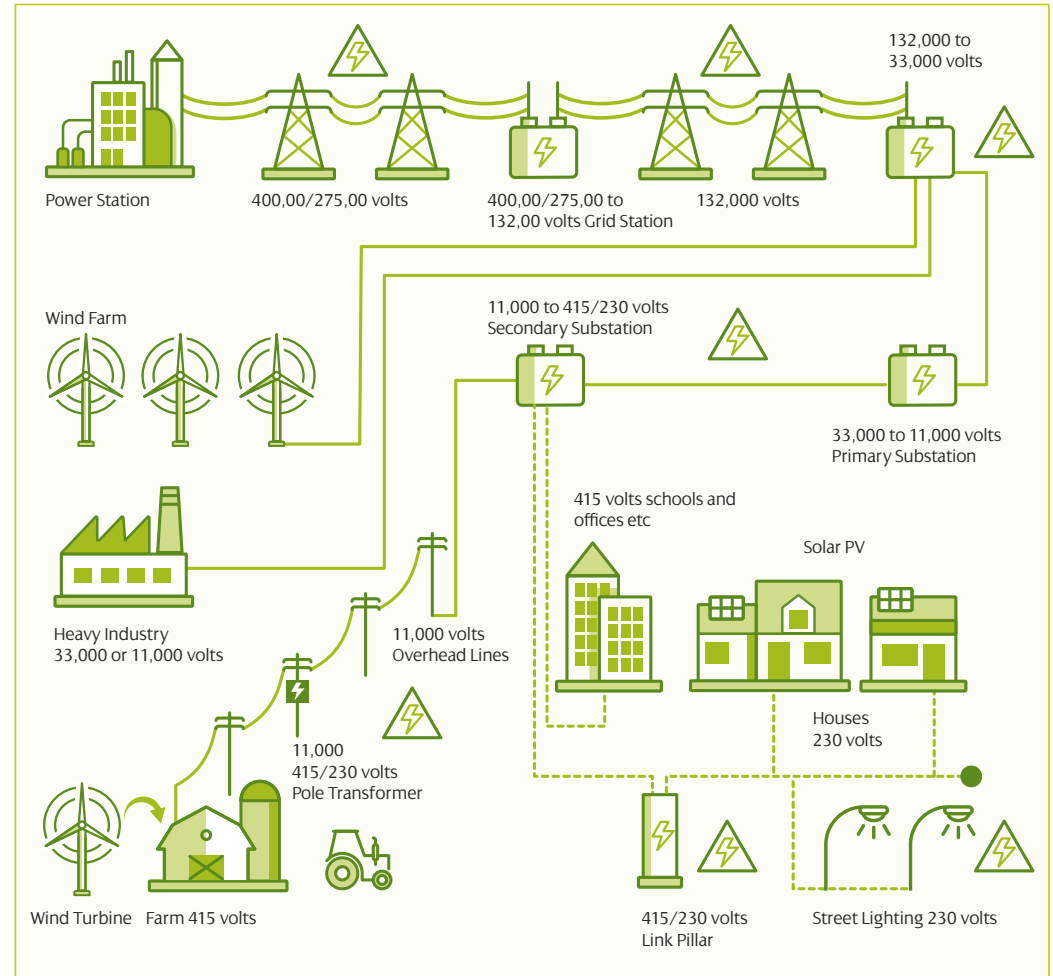 132,000 to
33,000 volts
Power Station
400,00/275,00 volts
400,00/275,00 to
132,00 volts Grid Station
132,000 volts
Wind Farm
11,000 to 415/230 volts
Secondary Substation
33,000 to 11,000 volts
Primary Substation
415 volts schools and
offices etc
Solar PV
Heavy Industry
33,000 or 11,000 volts
11,000 volts
Overhead Lines
Houses
230 volts
11,000
415/230 volts
Pole Transformer
Wind Turbine
Farm 415 volts
415/230 volts
Link Pillar
Street Lighting 230 volts